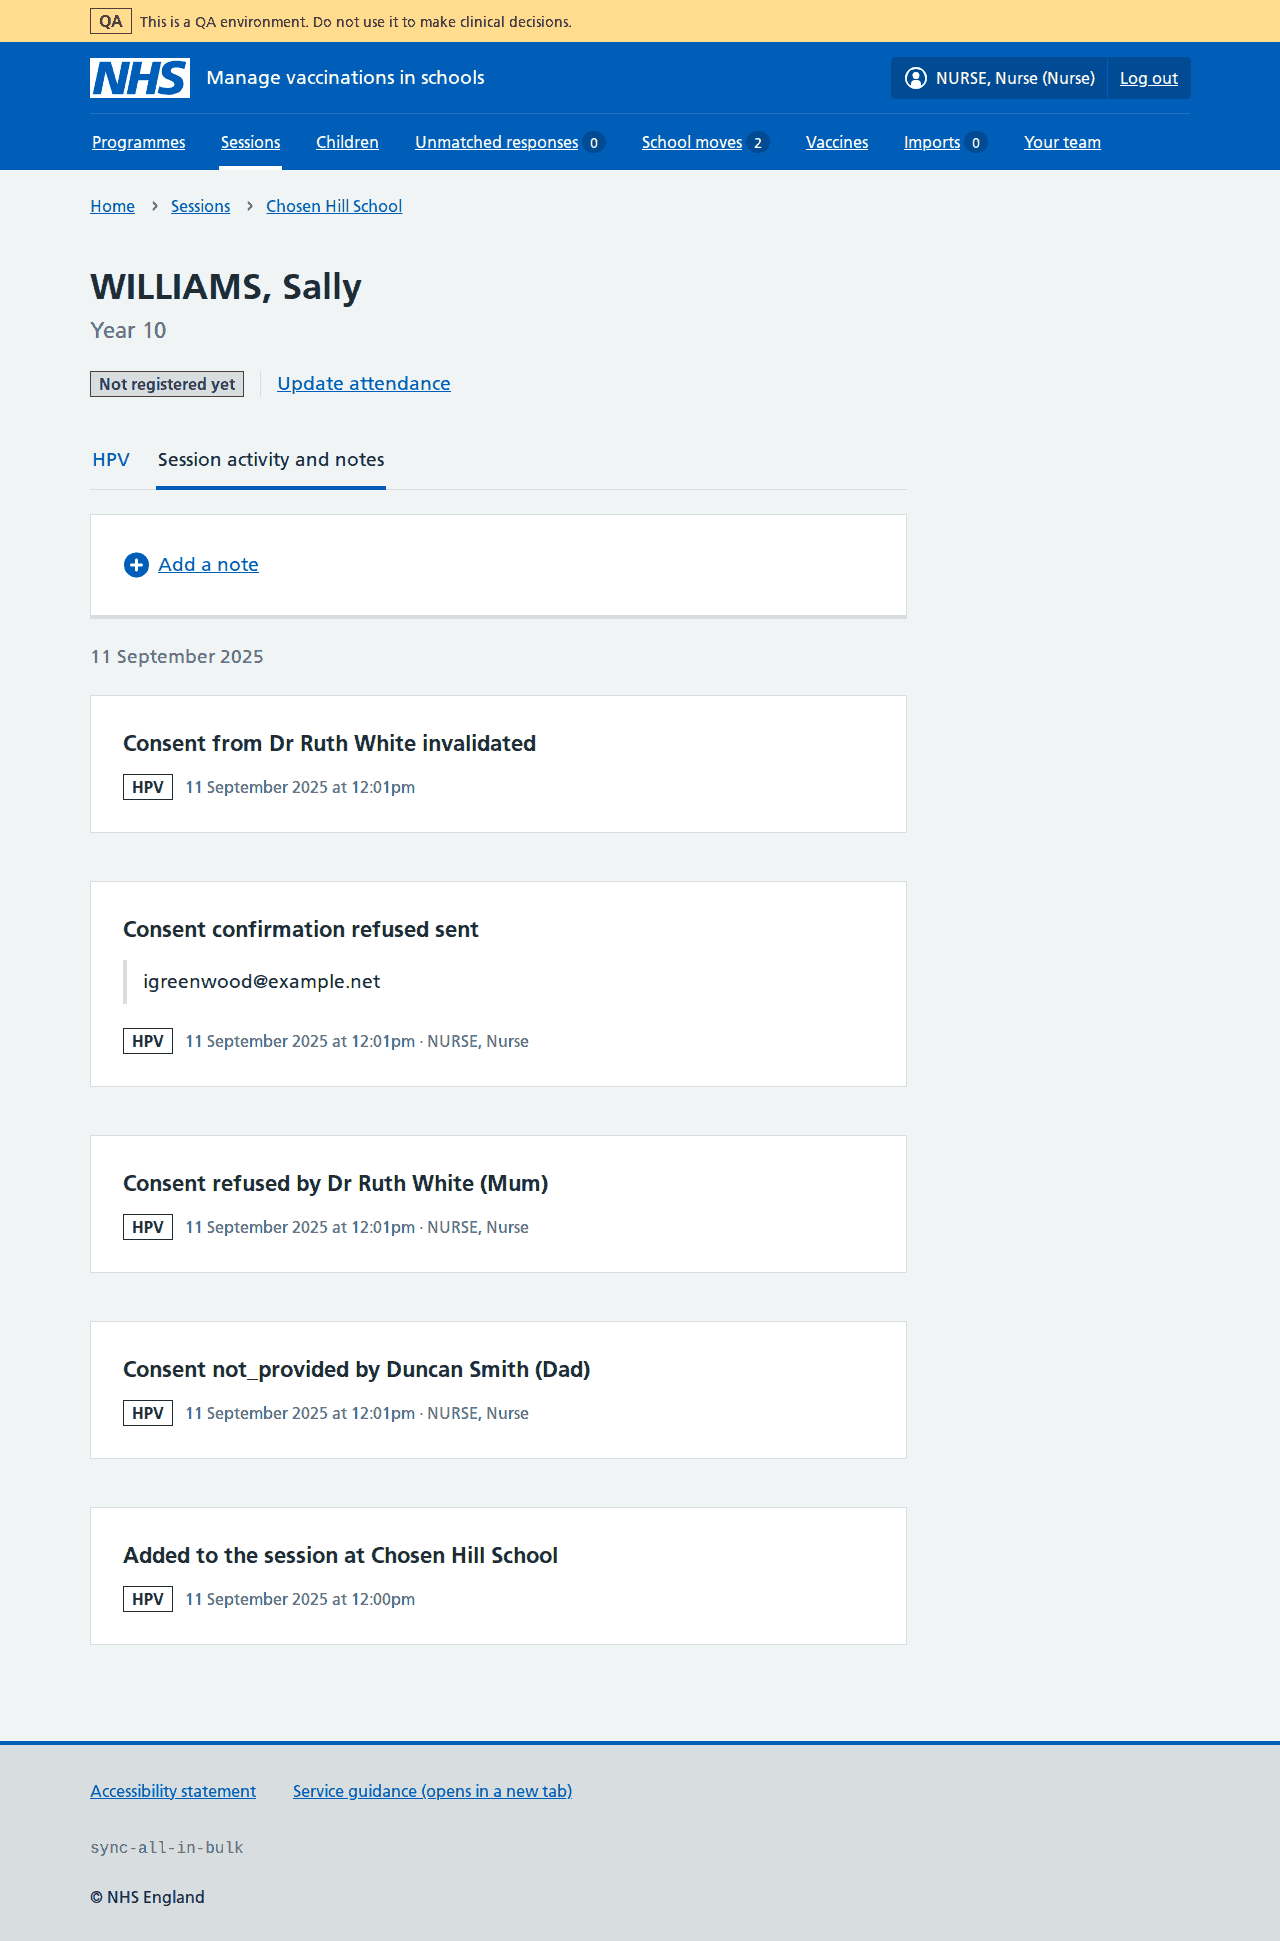 QA This is a QA environment. Do not use it to make clinical decisions.
NHS Manage vaccinations in schools NURSE, Nurse (Nurse) Log out
Programmes Sessions Children Unmatched responses 0 School moves 2 Vaccines Imports 0 Your team
Home Sessions Chosen Hill School
WILLIAMS, Sally
Year 10
Not registered yet Update attendance
HPV Session activity and notes
Add a note
11 September 2025
Consent from Dr Ruth White invalidated
HPV 11 September 2025 at 12:01pm
Consent confirmation refused sent
igreenwood@example.net
HPV 11 September 2025 at 12:01pm · NURSE, Nurse
Consent refused by Dr Ruth White (Mum)
HPV 11 September 2025 at 12:01pm · NURSE, Nurse
Consent not_provided by Duncan Smith (Dad)
HPV 11 September 2025 at 12:01pm · NURSE, Nurse
Added to the session at Chosen Hill School
HPV 11 September 2025 at 12:00pm
Accessibility statement Service guidance (opens in a new tab)
sync-all-in-bulk
© NHS England